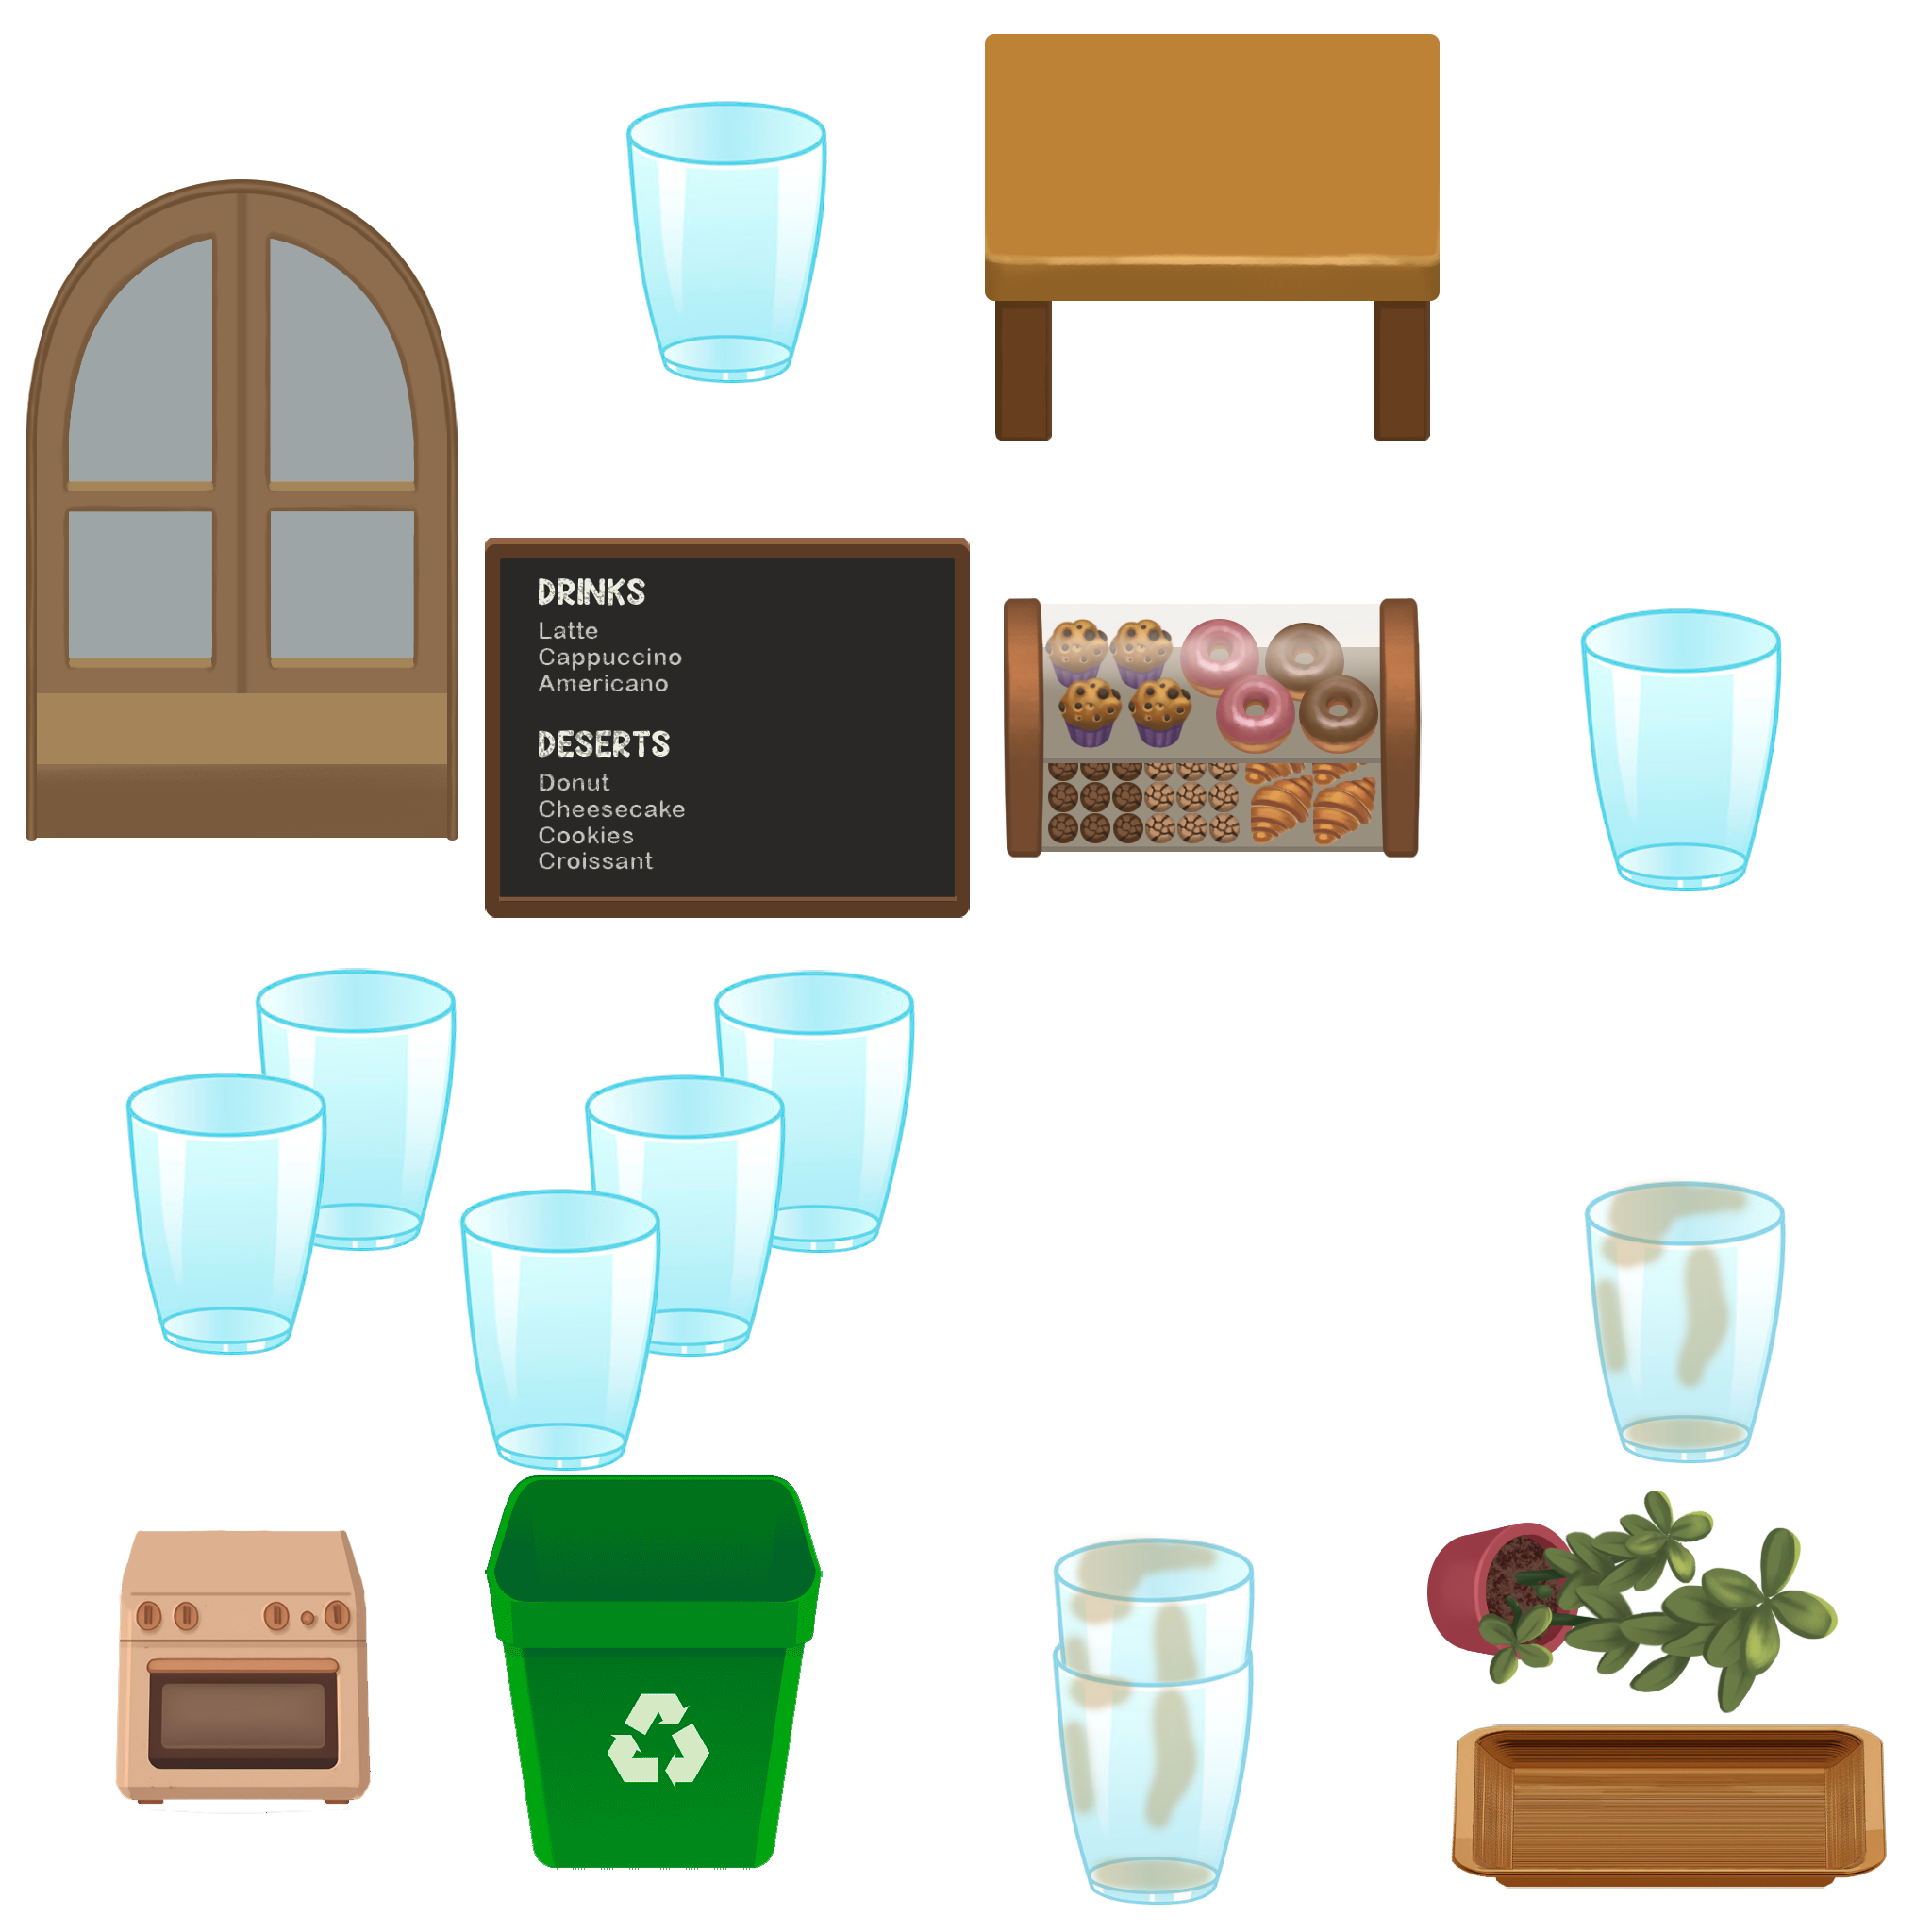 DRINKS
Latte
Cappuccino
Americano
DESERTS
Donut
Cheesecake
Cookies
Croissant